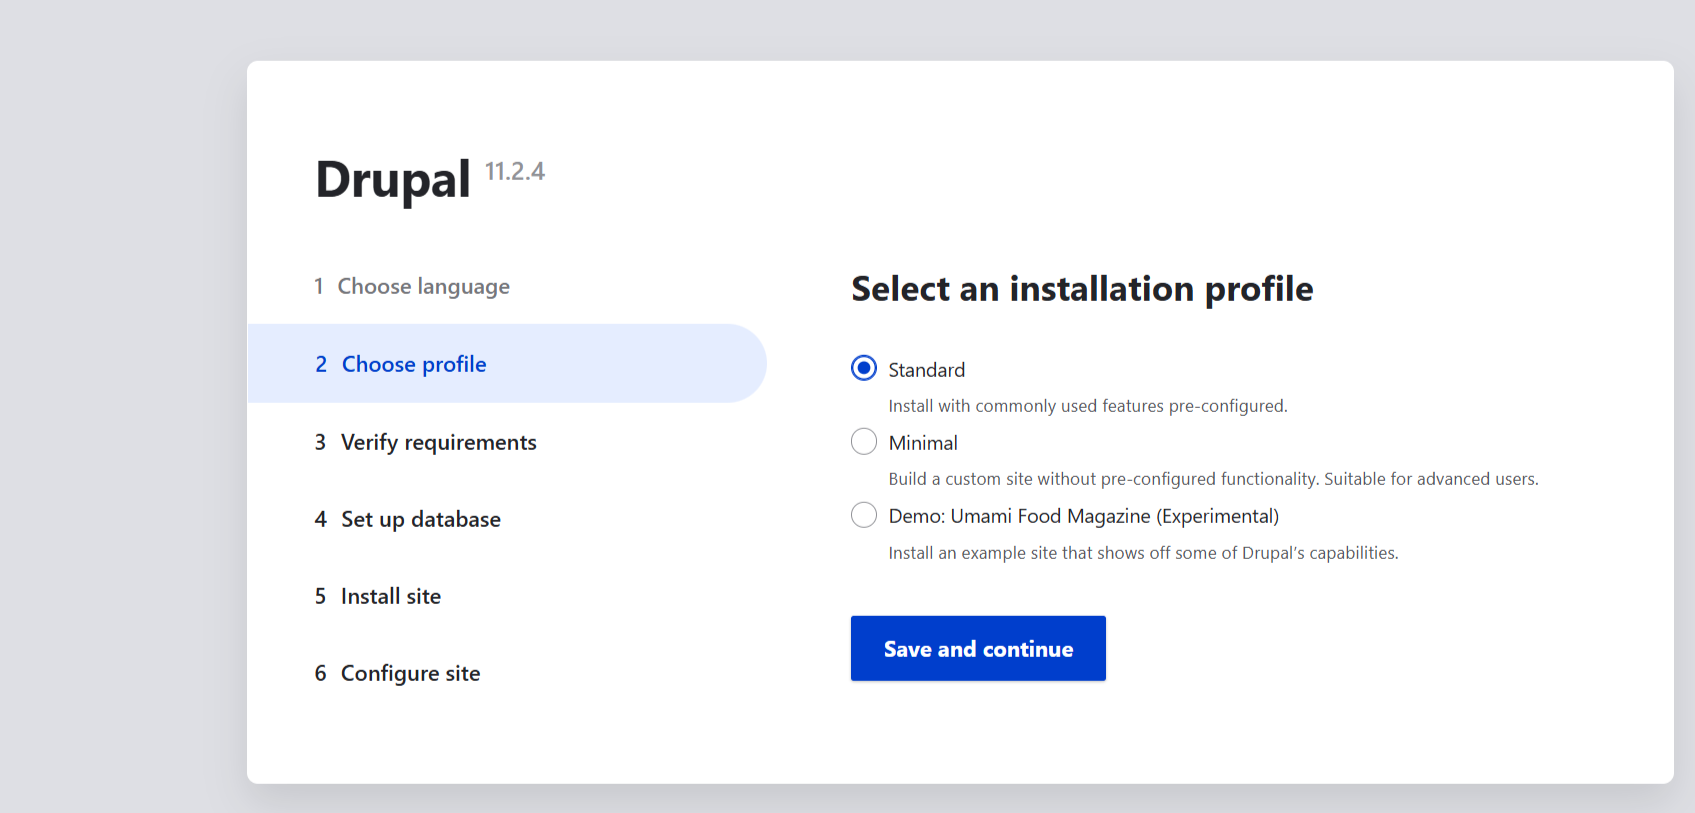 Drupal 11.2.4
1 Choose language
2 Choose profile
3 Verify requirements
4 Set up database
5 Install site
6 Configure site
Select an installation profile
Standard
Install with commonly used features pre-configured.
Minimal
Build a custom site without pre-configured functionality. Suitable for advanced users.
Demo: Umami Food Magazine (Experimental)
Install an example site that shows off some of Drupal’s capabilities.
Save and continue